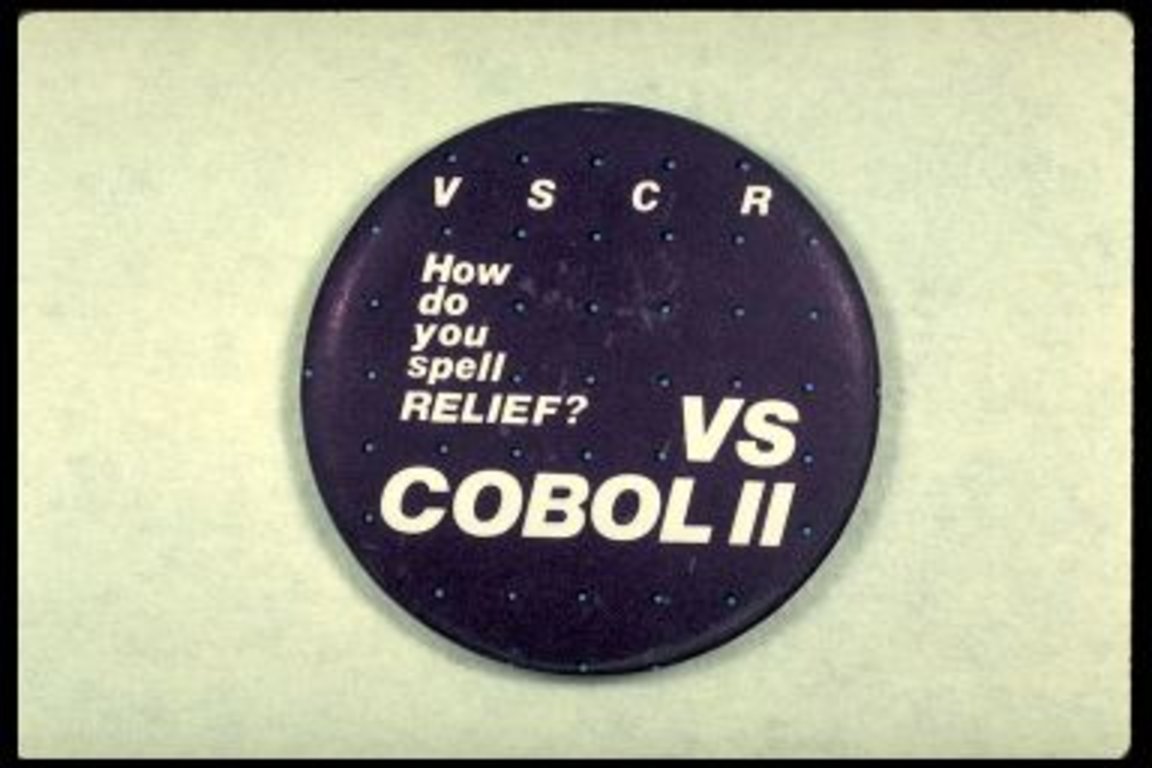 V S C R
How
do
you
spell
RELIEF?
VS
COBOL II